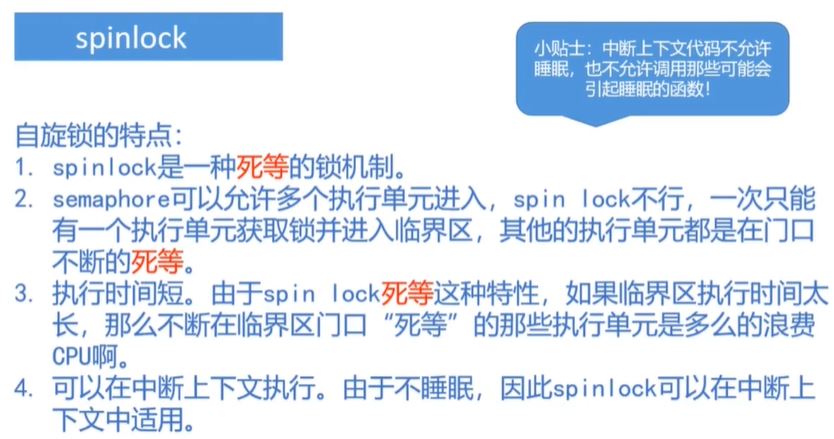 spinlock
小贴士：中断上下文代码不允许
睡眠，也不允许调用那些可能会
引起睡眠的函数！
自旋锁的特点：
1. spinlock是一种死等的锁机制。
2. semaphore可以允许多个执行单元进入，spin lock不行，一次只能
有一个执行单元获取锁并进入临界区，其他的执行单元都是在门口
不断的死等。
3. 执行时间短。由于spin lock死等这种特性，如果临界区执行时间太
长，那么不断在临界区门口“死等”的那些执行单元是多么的浪费
CPU啊。
4. 可以在中断上下文执行。由于不睡眠，因此spinlock可以在中断上
下文中适用。